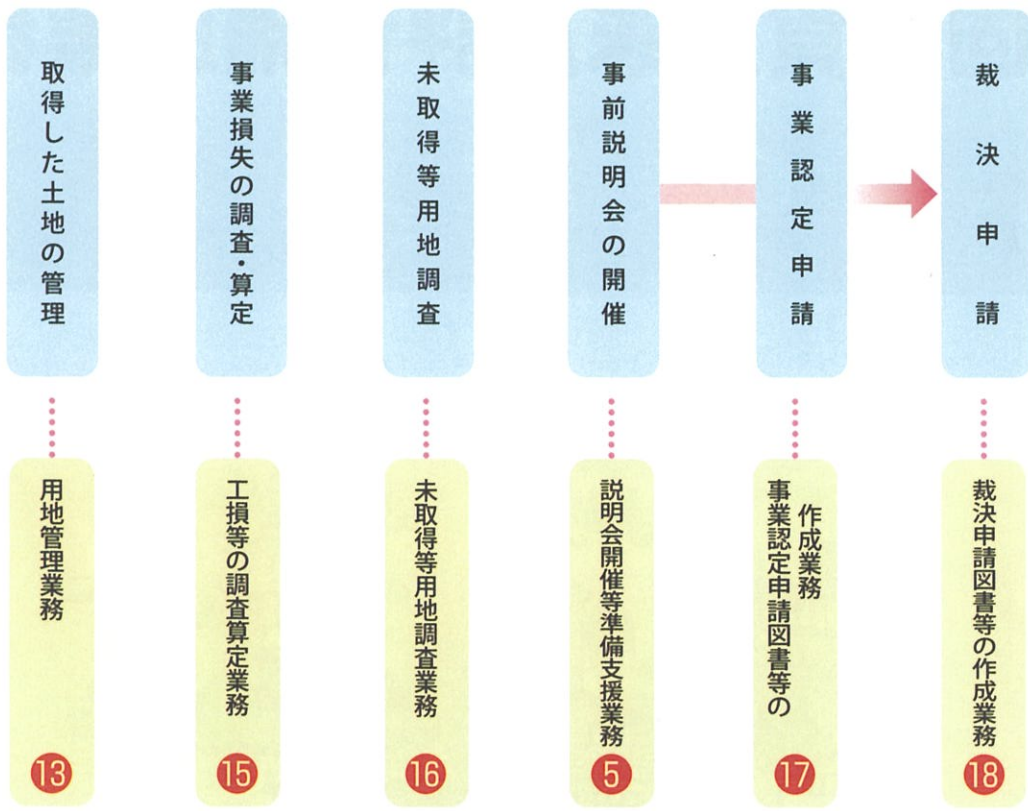 取得した土地の管理
事業損失の調査・算定
未取得等用地調査
事前説明会の開催
事業認定申請
裁決申請
用地管理業務
13
工損等の調査算定業務
15
未取得等用地調査業務
16
説明会開催等準備支援業務
5
事業認定申請図書等の
作成業務
17
裁決申請図書等の作成業務
18